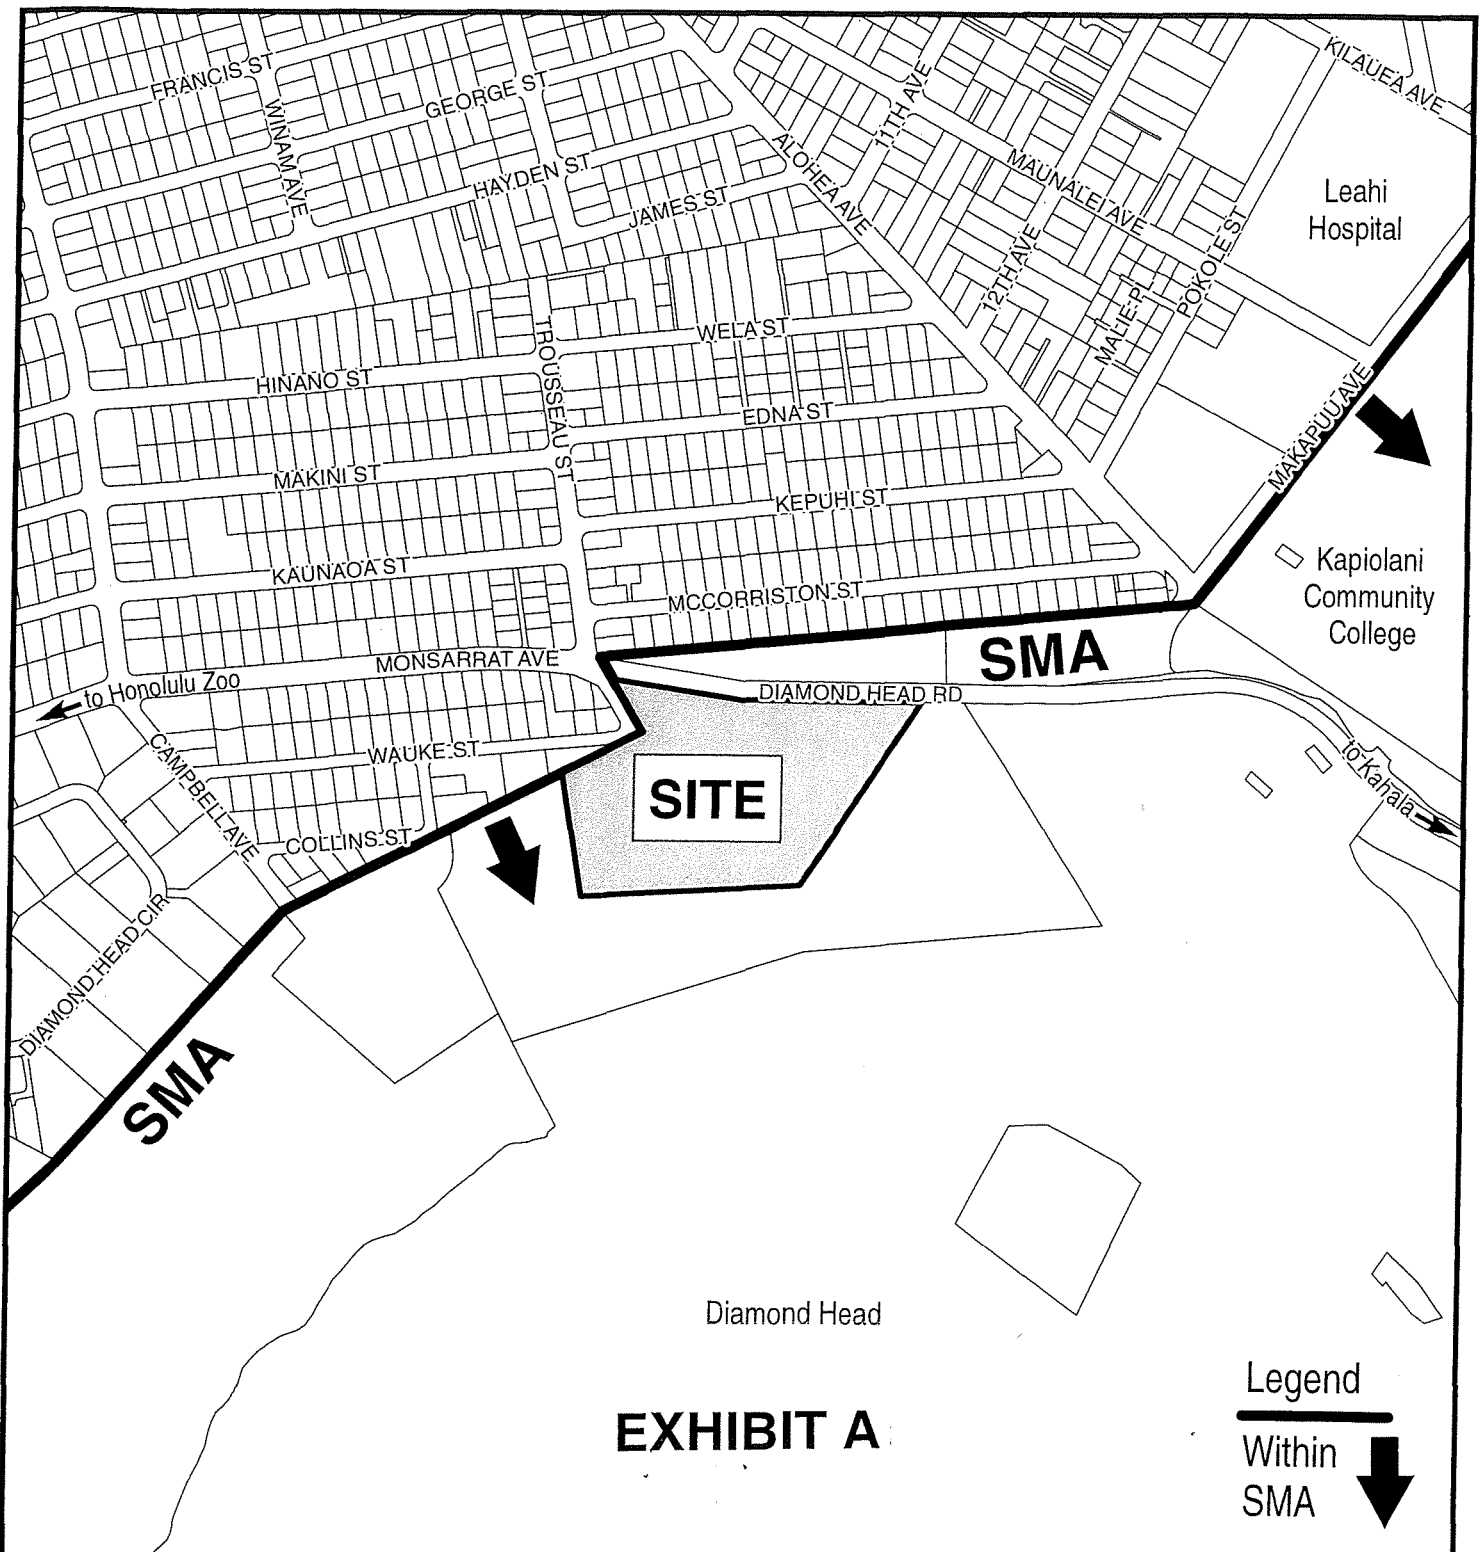 KILAUEA AVE
FRANCIS ST
GEORGE ST
11TH AVE
WINAM AVE
ALOHEA AVE
MAUNALEI AVE
Leahi
Hospital
HAYDEN ST
JAMES ST
12TH AVE
POKOLE ST
MALIE PL
TROUSSEAU ST
WELA ST
HINANO ST
EDNA ST
MAKAPUU AVE
MAKINI ST
KEPUHI ST
KAUNAOA ST
MCCORRISTON ST
Kapiolani
Community
College
MONSARRAT AVE
SMA
to Honolulu Zoo
DIAMOND HEAD RD
CAMPBELL AVE
WAUKE ST
SITE
to Kahala
COLLINS ST
DIAMOND HEAD CIR
SMA
Diamond Head
EXHIBIT A
Legend
Within
SMA